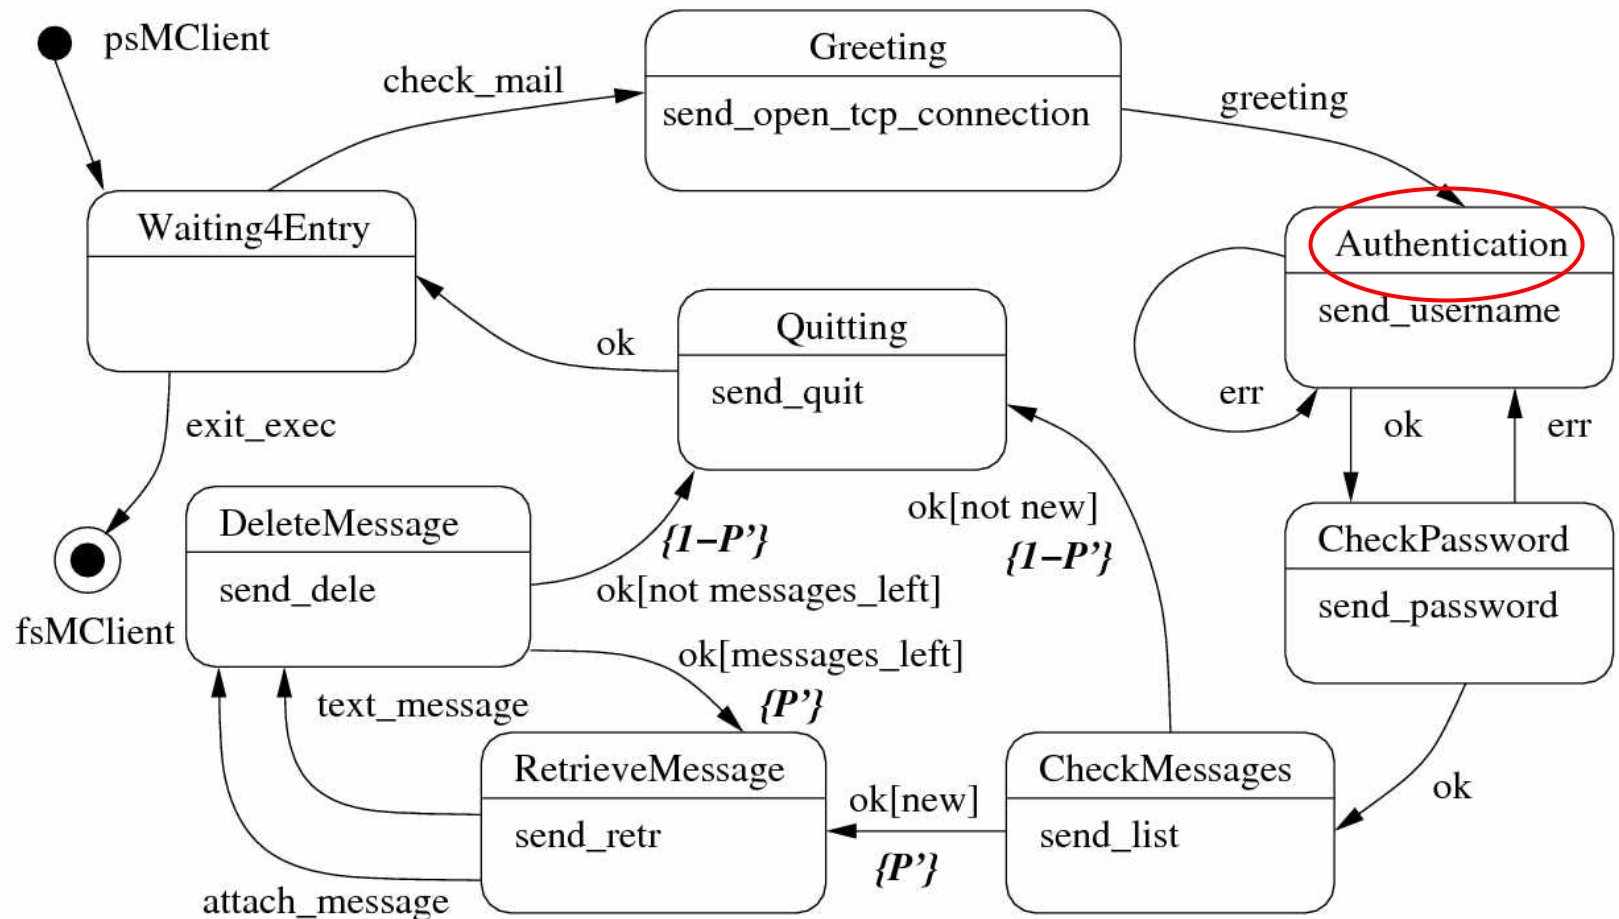 psMClient
Greeting
check_mail
send_open_tcp_connection
greeting
Waiting4Entry
Authentication
send_username
Quitting
ok
send_quit
err
ok
err
exit_exec
DeleteMessage
send_dele
{1–P’}
ok[not messages_left]
ok[not new]
{1–P’}
CheckPassword
send_password
fsMClient
ok[messages_left]
{P’}
text_message
RetrieveMessage
send_retr
ok[new]
{P’}
CheckMessages
send_list
ok
attach_message